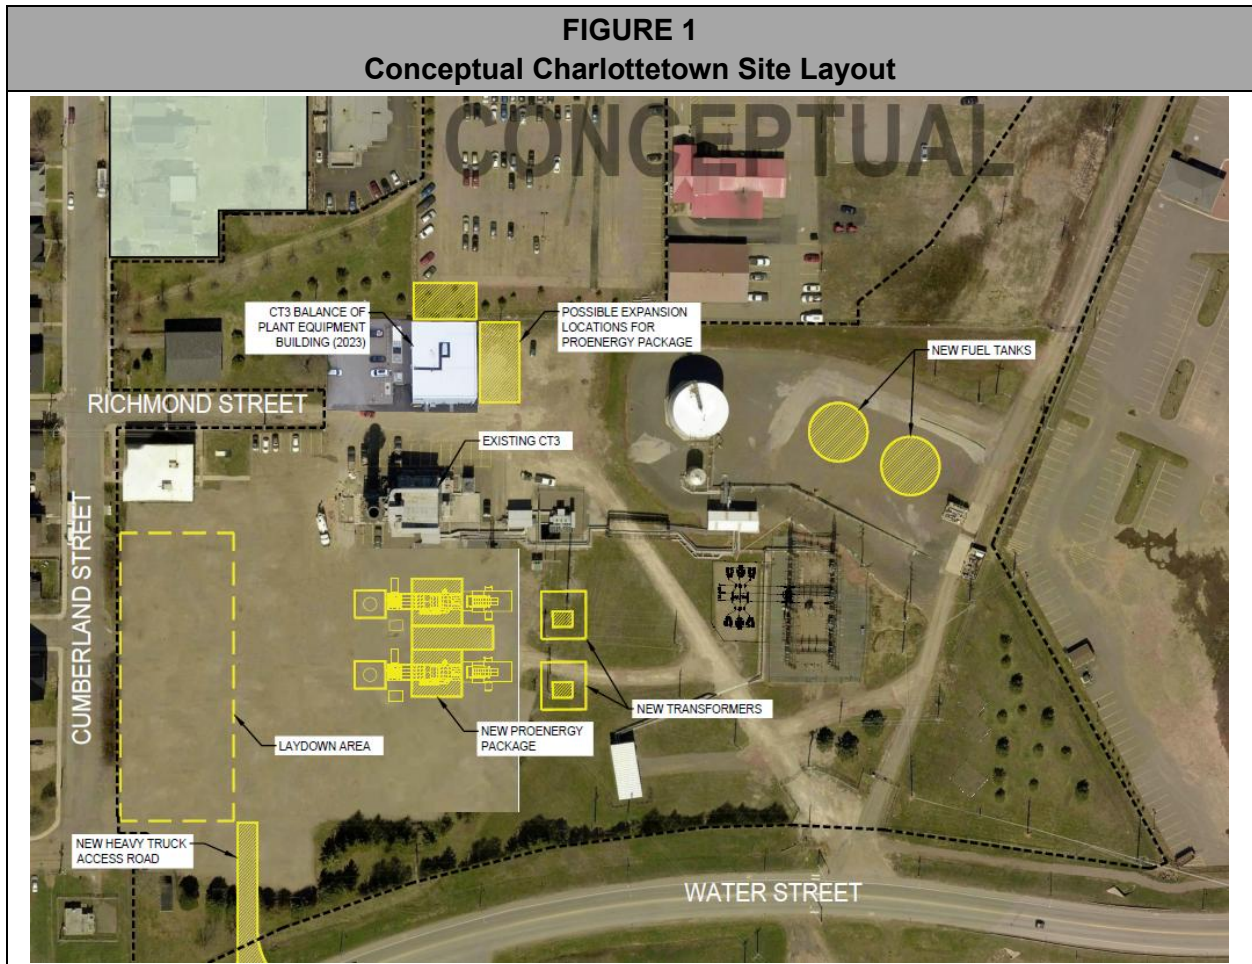 FIGURE 1
Conceptual Charlottetown Site Layout
CONCEPTUAL
CT3 BALANCE OF
PLANT EQUIPMENT
BUILDING (2023)
POSSIBLE EXPANSION
LOCATIONS FOR
PROENERGY PACKAGE
NEW FUEL TANKS
RICHMOND STREET
EXISTING CT3
CUMBERLAND STREET
NEW TRANSFORMERS
NEW PROENERGY
PACKAGE
LAYDOWN AREA
NEW HEAVY TRUCK
ACCESS ROAD
WATER STREET